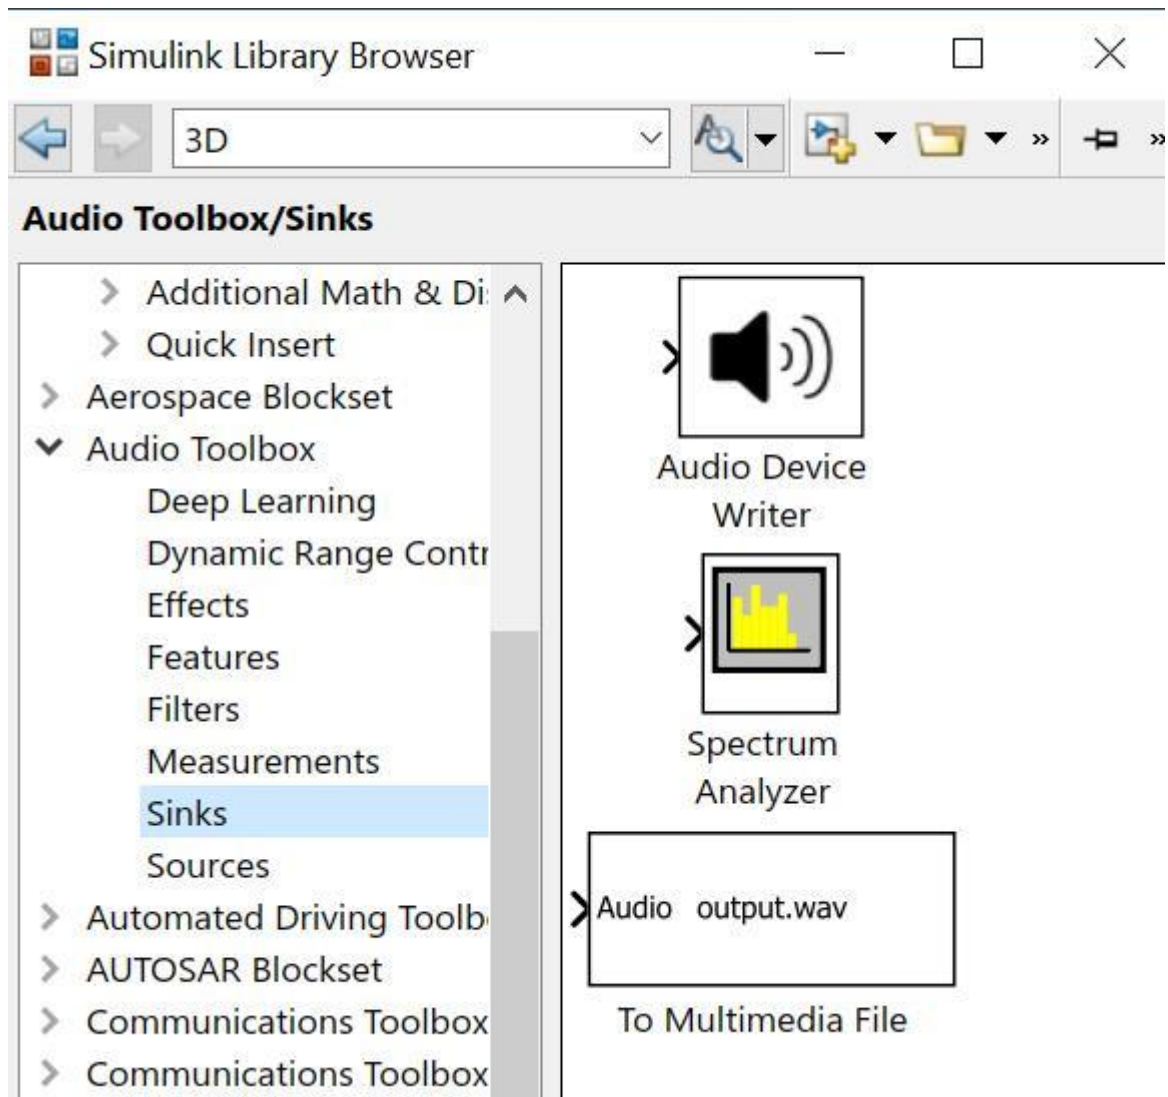 Simulink Library Browser
3D
»
»
Audio Toolbox/Sinks
Additional Math & Di
Quick Insert
Aerospace Blockset
Audio Toolbox
Deep Learning
Dynamic Range Contr
Effects
Features
Filters
Measurements
Sinks
Sources
Automated Driving Toolb
AUTOSAR Blockset
Communications Toolbox
Communications Toolbox
Audio Device
Writer
Spectrum
Analyzer
Audio output.wav
To Multimedia File